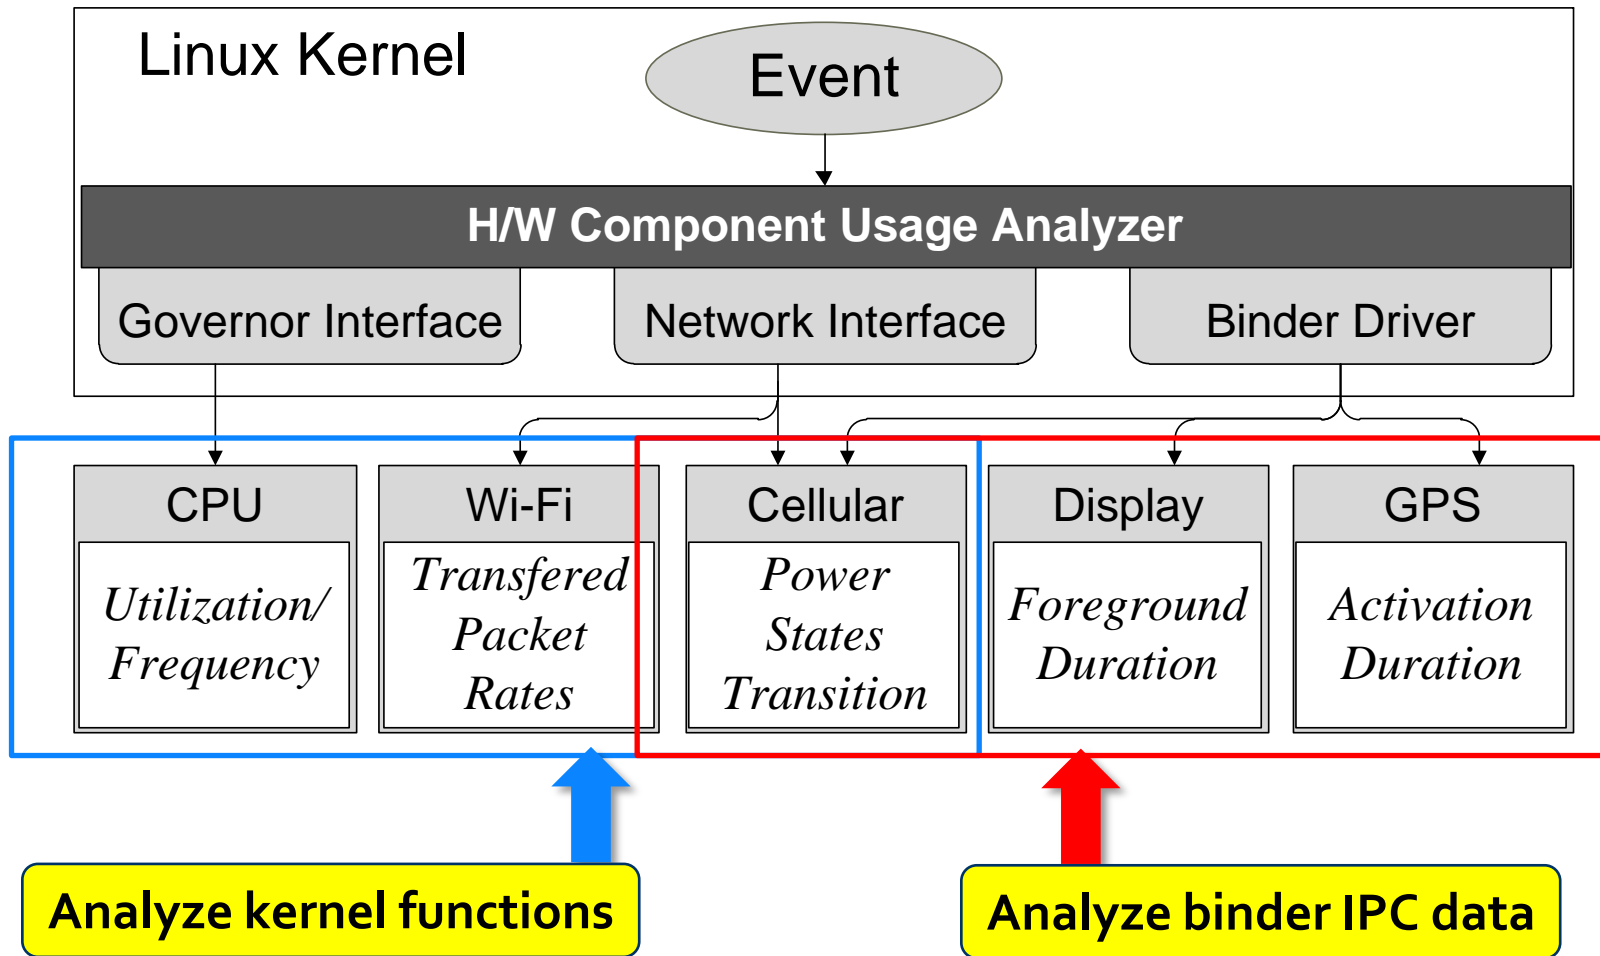 Linux Kernel
Event
H/W Component Usage Analyzer
Governor Interface
Network Interface
Binder Driver
CPU
Utilization/
Frequency
Wi-Fi
Transfered
Packet
Rates
Cellular
Power
States
Transition
Display
Foreground
Duration
GPS
Activation
Duration
Analyze kernel functions
Analyze binder IPC data